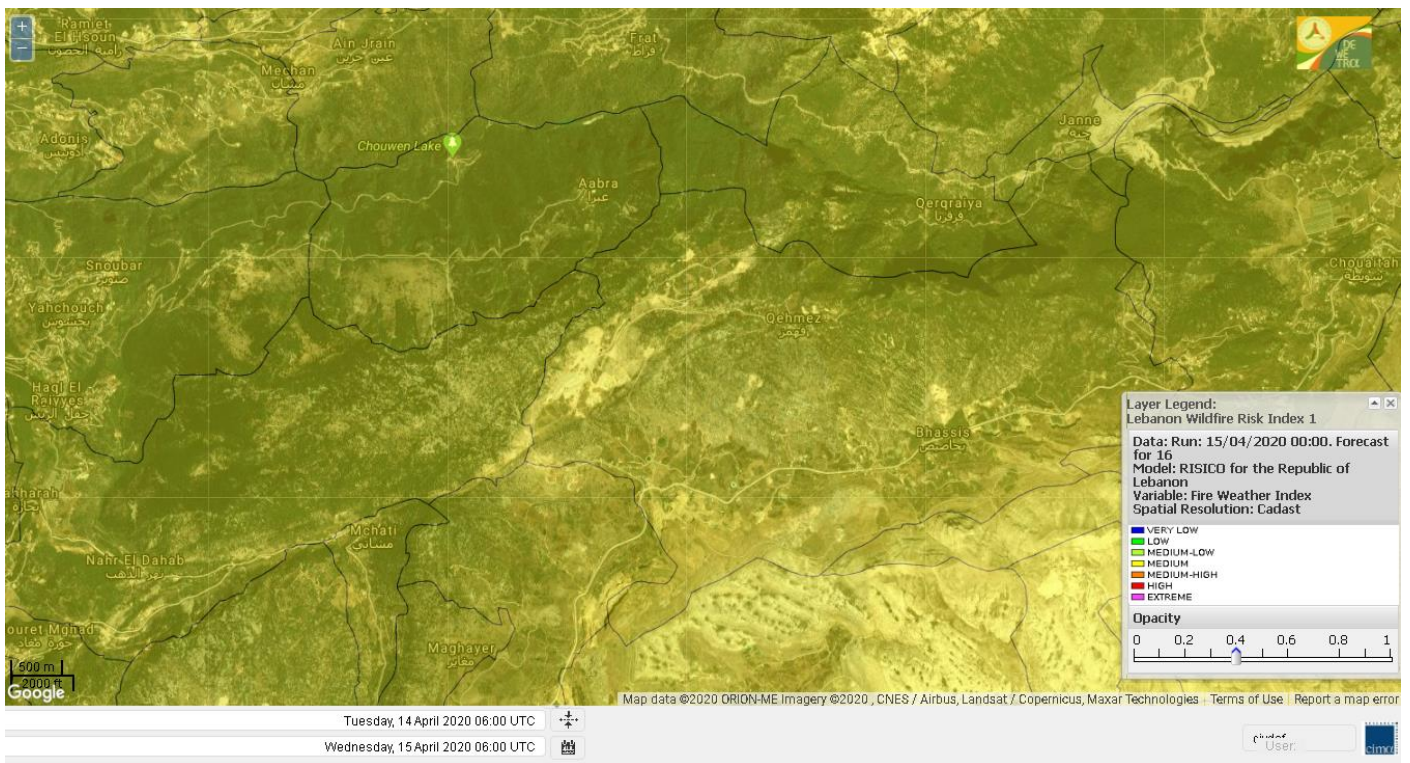 +
−
Ramiet
El Hsoun
رامية الحصون
Ain Jrain
عين جرين
Frat
فراط
Mechan
مشان
DE
WE
TRα
Adonis
أدونيس
Chouwen Lake
Janne
جنة
Aabra
عبرا
Qerqraiya
قرقريا
Snoubar
صنوبر
Chouaitah
شويطة
Yahchouch
يحشوش
Qehmez
قهمز
Haql El
Raiyyes
حقل الريس
Bhassis
بحاصيص
Mchati
مشاتي
Nahr El Dahab
نهر الذهب
ouret Mghad
Maghayer
مغاير
500 m
2000 ft
Google
Layer Legend:
Lebanon Wildfire Risk Index 1
Data: Run: 15/04/2020 00:00. Forecast
for 16
Model: RISICO for the Republic of
Lebanon
Variable: Fire Weather Index
Spatial Resolution: Cadast
VERY LOW
LOW
MEDIUM-LOW
MEDIUM
MEDIUM-HIGH
HIGH
EXTREME
Opacity
0 0.2 0.4 0.6 0.8 1
Map data ©2020 ORION-ME Imagery ©2020 , CNES / Airbus, Landsat / Copernicus, Maxar Technologies Terms of Use Report a map error
Tuesday, 14 April 2020 06:00 UTC
Wednesday, 15 April 2020 06:00 UTC
User:
cima